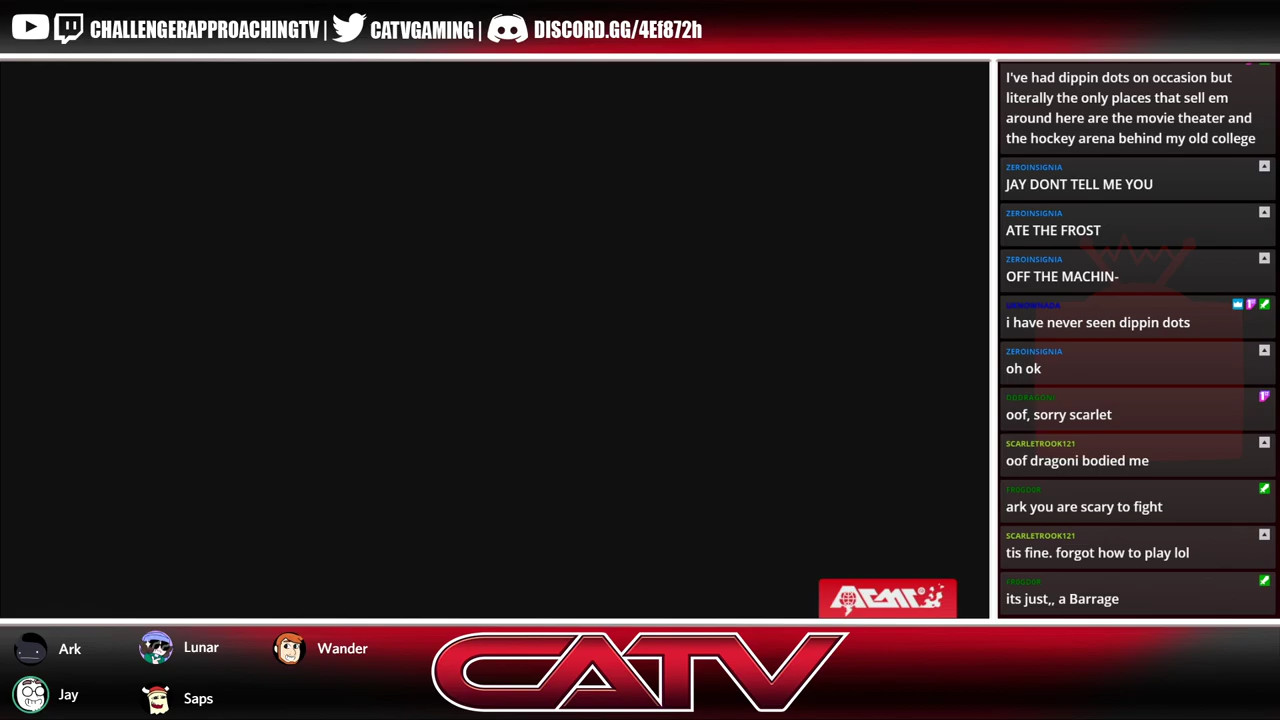 CHALLENGERAPPROACHINGTV | CATVGAMING | DISCORD.GG/4Ef872h
I've had dippin dots on occasion but
literally the only places that sell em
around here are the movie theater and
the hockey arena behind my old college
ZEROINSIGNIA
JAY DONT TELL ME YOU
ZEROINSIGNIA
ATE THE FROST
ZEROINSIGNIA
OFF THE MACHIN-
i have never seen dippin dots
ZEROINSIGNIA
oh ok
ODDRAGONI
oof, sorry scarlet
SCARLETROOK121
oof dragoni bodied me
FR0GD0R
ark you are scary to fight
SCARLETROOK121
tis fine. forgot how to play lol
FR0GD0R
its just,, a Barrage
Ark
Lunar
Wander
Jay
Saps
CATV